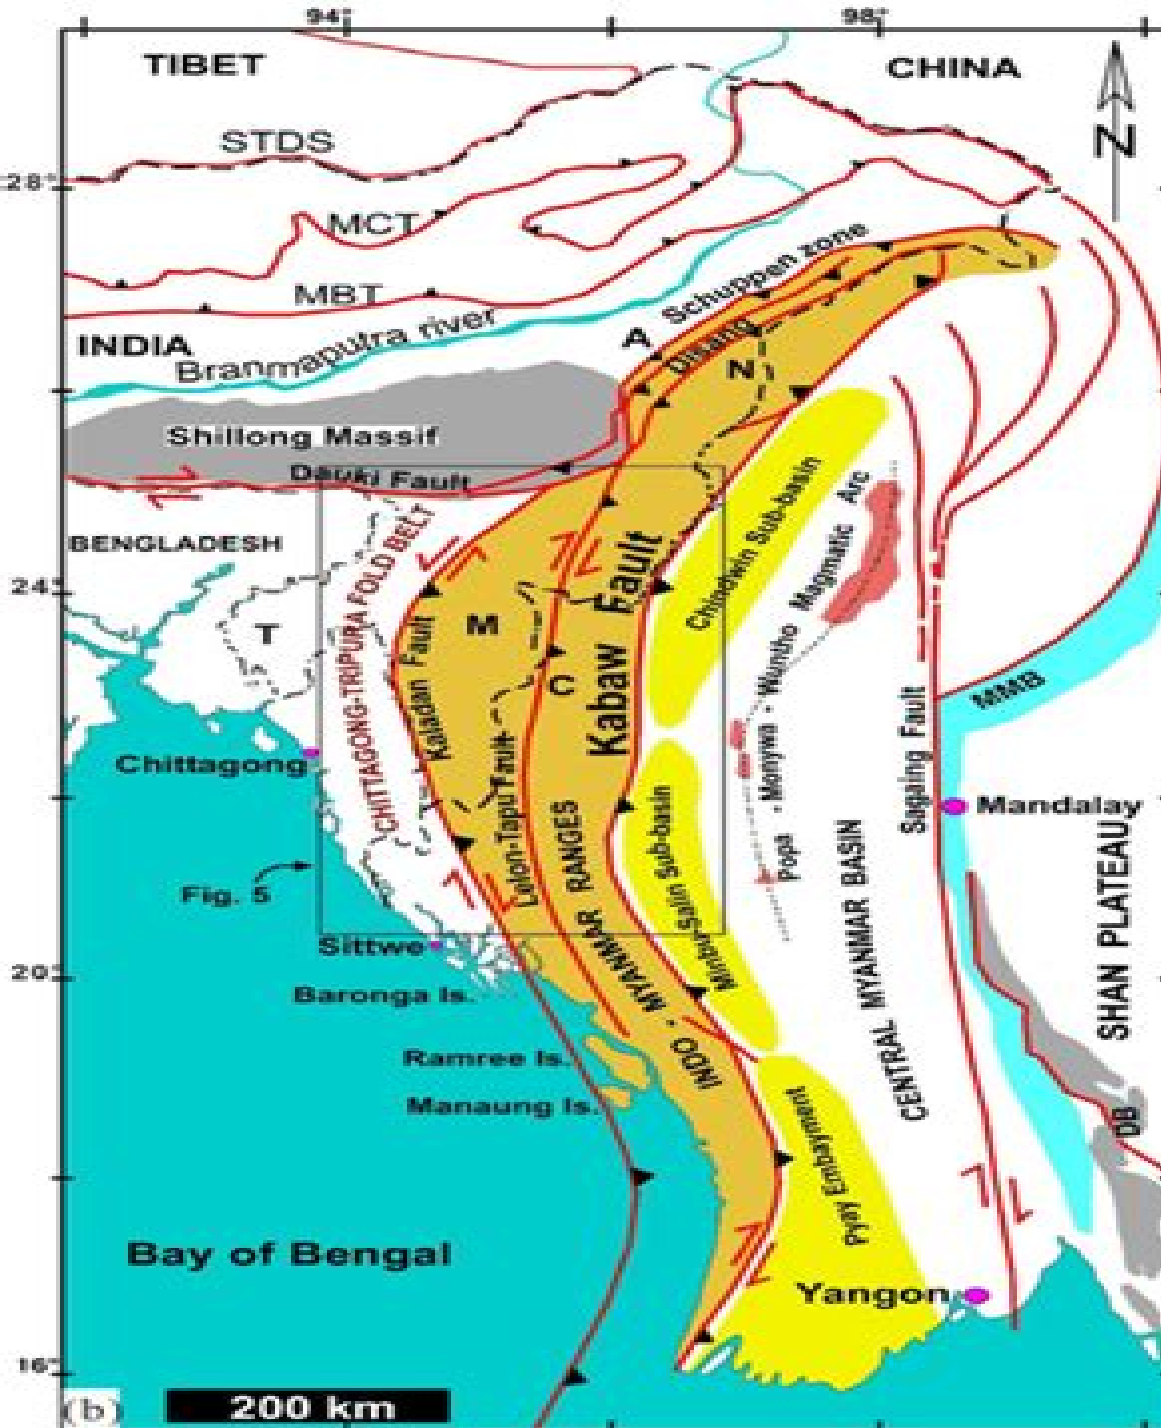 94°
98°
TIBET
CHINA
STDS
N
28°
MCT
MBT
Schuppen zone
INDIA
Branmaputra river
A
Disang
N
Shillong Massif
Dauki Fault
BENGLADESH
24°
T
CHITTAGONG-TRIPURA FOLD BELT
Kaladan Fault
M
C
Kabaw Fault
Chindwin Sub-basin
Popa - Monywa - Wuntho Magmatic Arc
MMB
Sagaing Fault
Chittagong
Mandalay
Lelon-Tapu Fault
Minbu-Salin Sub-basin
Fig. 5
Sittwe
20°
Baronga Is.
INDO - MYANMAR RANGES
CENTRAL MYANMAR BASIN
SHAN PLATEAU
Ramree Is.
Manaung Is.
DB
Pyay Embayment
Bay of Bengal
Yangon
16°
(b)
200 km